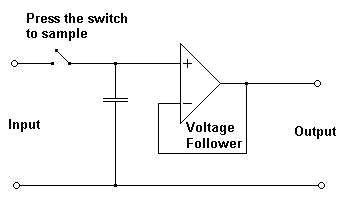 Press the switch
to sample
+
−
Input
Voltage
Follower
Output